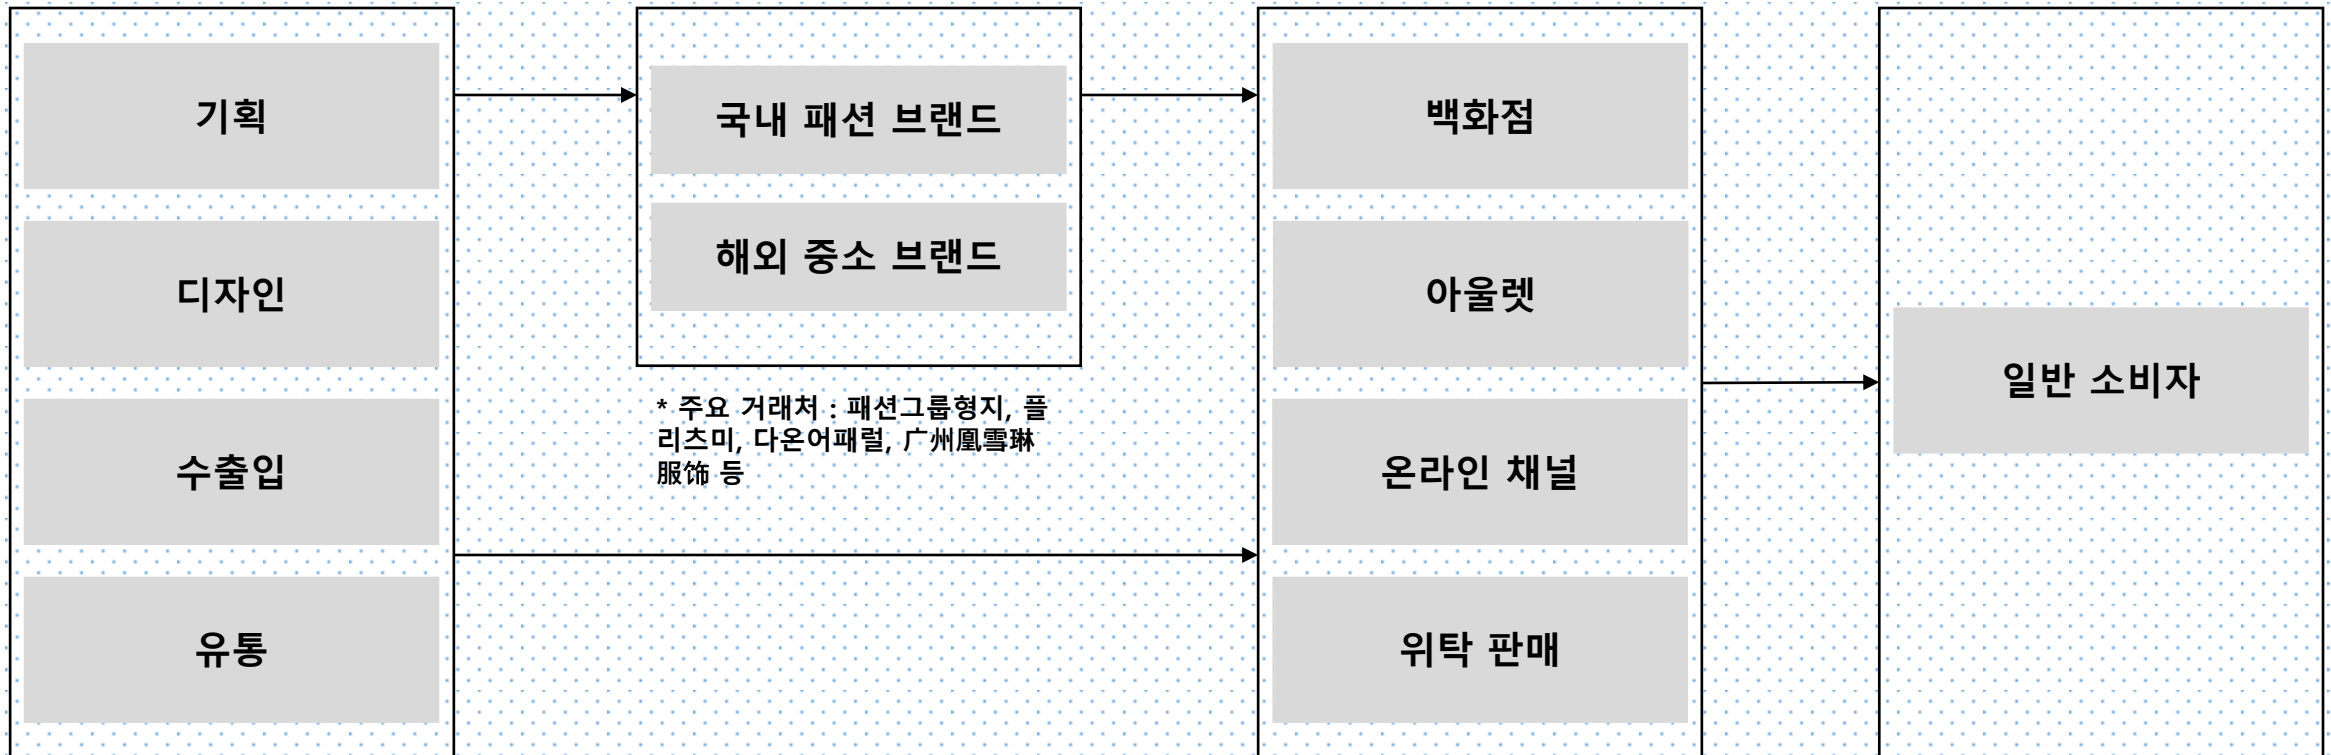 기획
디자인
수출입
유통
국내 패션 브랜드
해외 중소 브랜드
* 주요 거래처 : 패션그룹형지, 플
리츠미, 다온어패럴, 广州凰雪琳
服饰 등
백화점
아울렛
온라인 채널
위탁 판매
일반 소비자